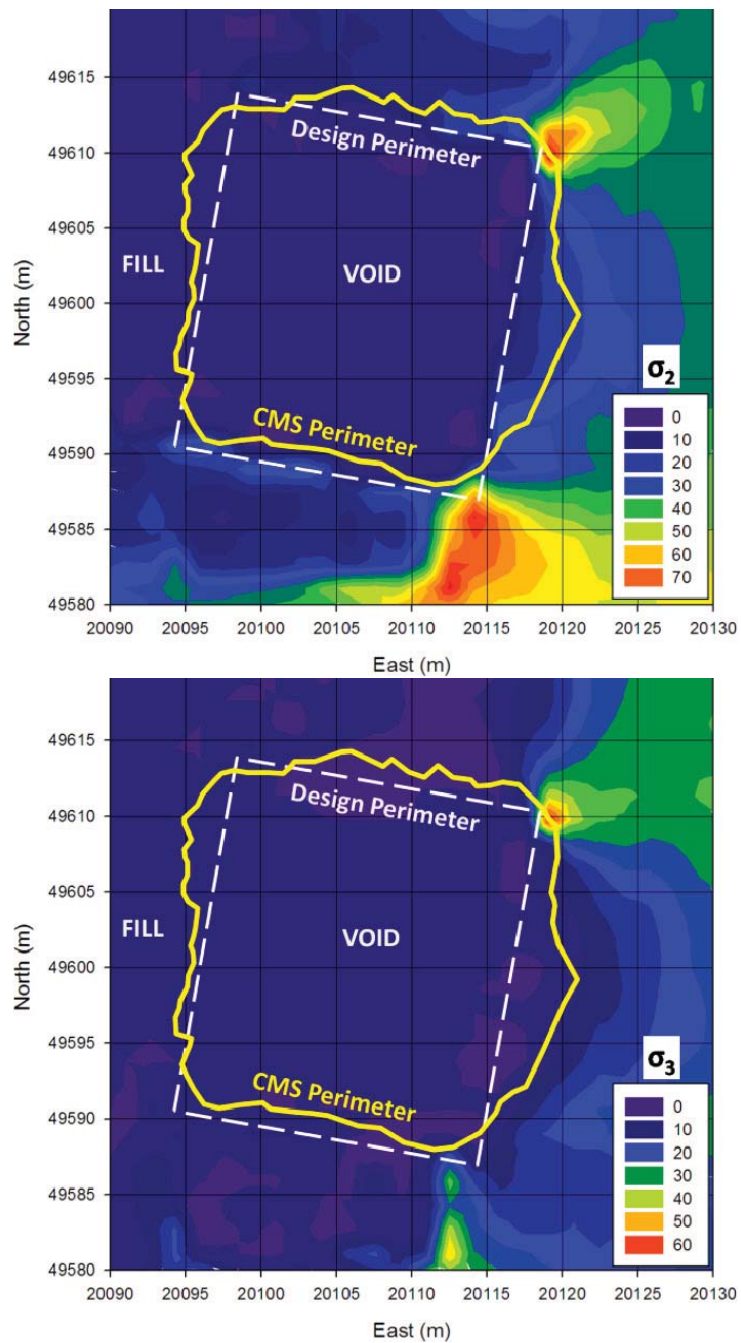 49615
49610
49605
49600
49595
49590
49585
49580
North (m)
Design Perimeter
FILL
VOID
CMS Perimeter
σ2
0
10
20
30
40
50
60
70
20090 20095 20100 20105 20110 20115 20120 20125 20130
East (m)
49615
49610
49605
49600
49595
49590
49585
49580
North (m)
Design Perimeter
FILL
VOID
CMS Perimeter
σ3
0
10
20
30
40
50
60
20090 20095 20100 20105 20110 20115 20120 20125 20130
East (m)